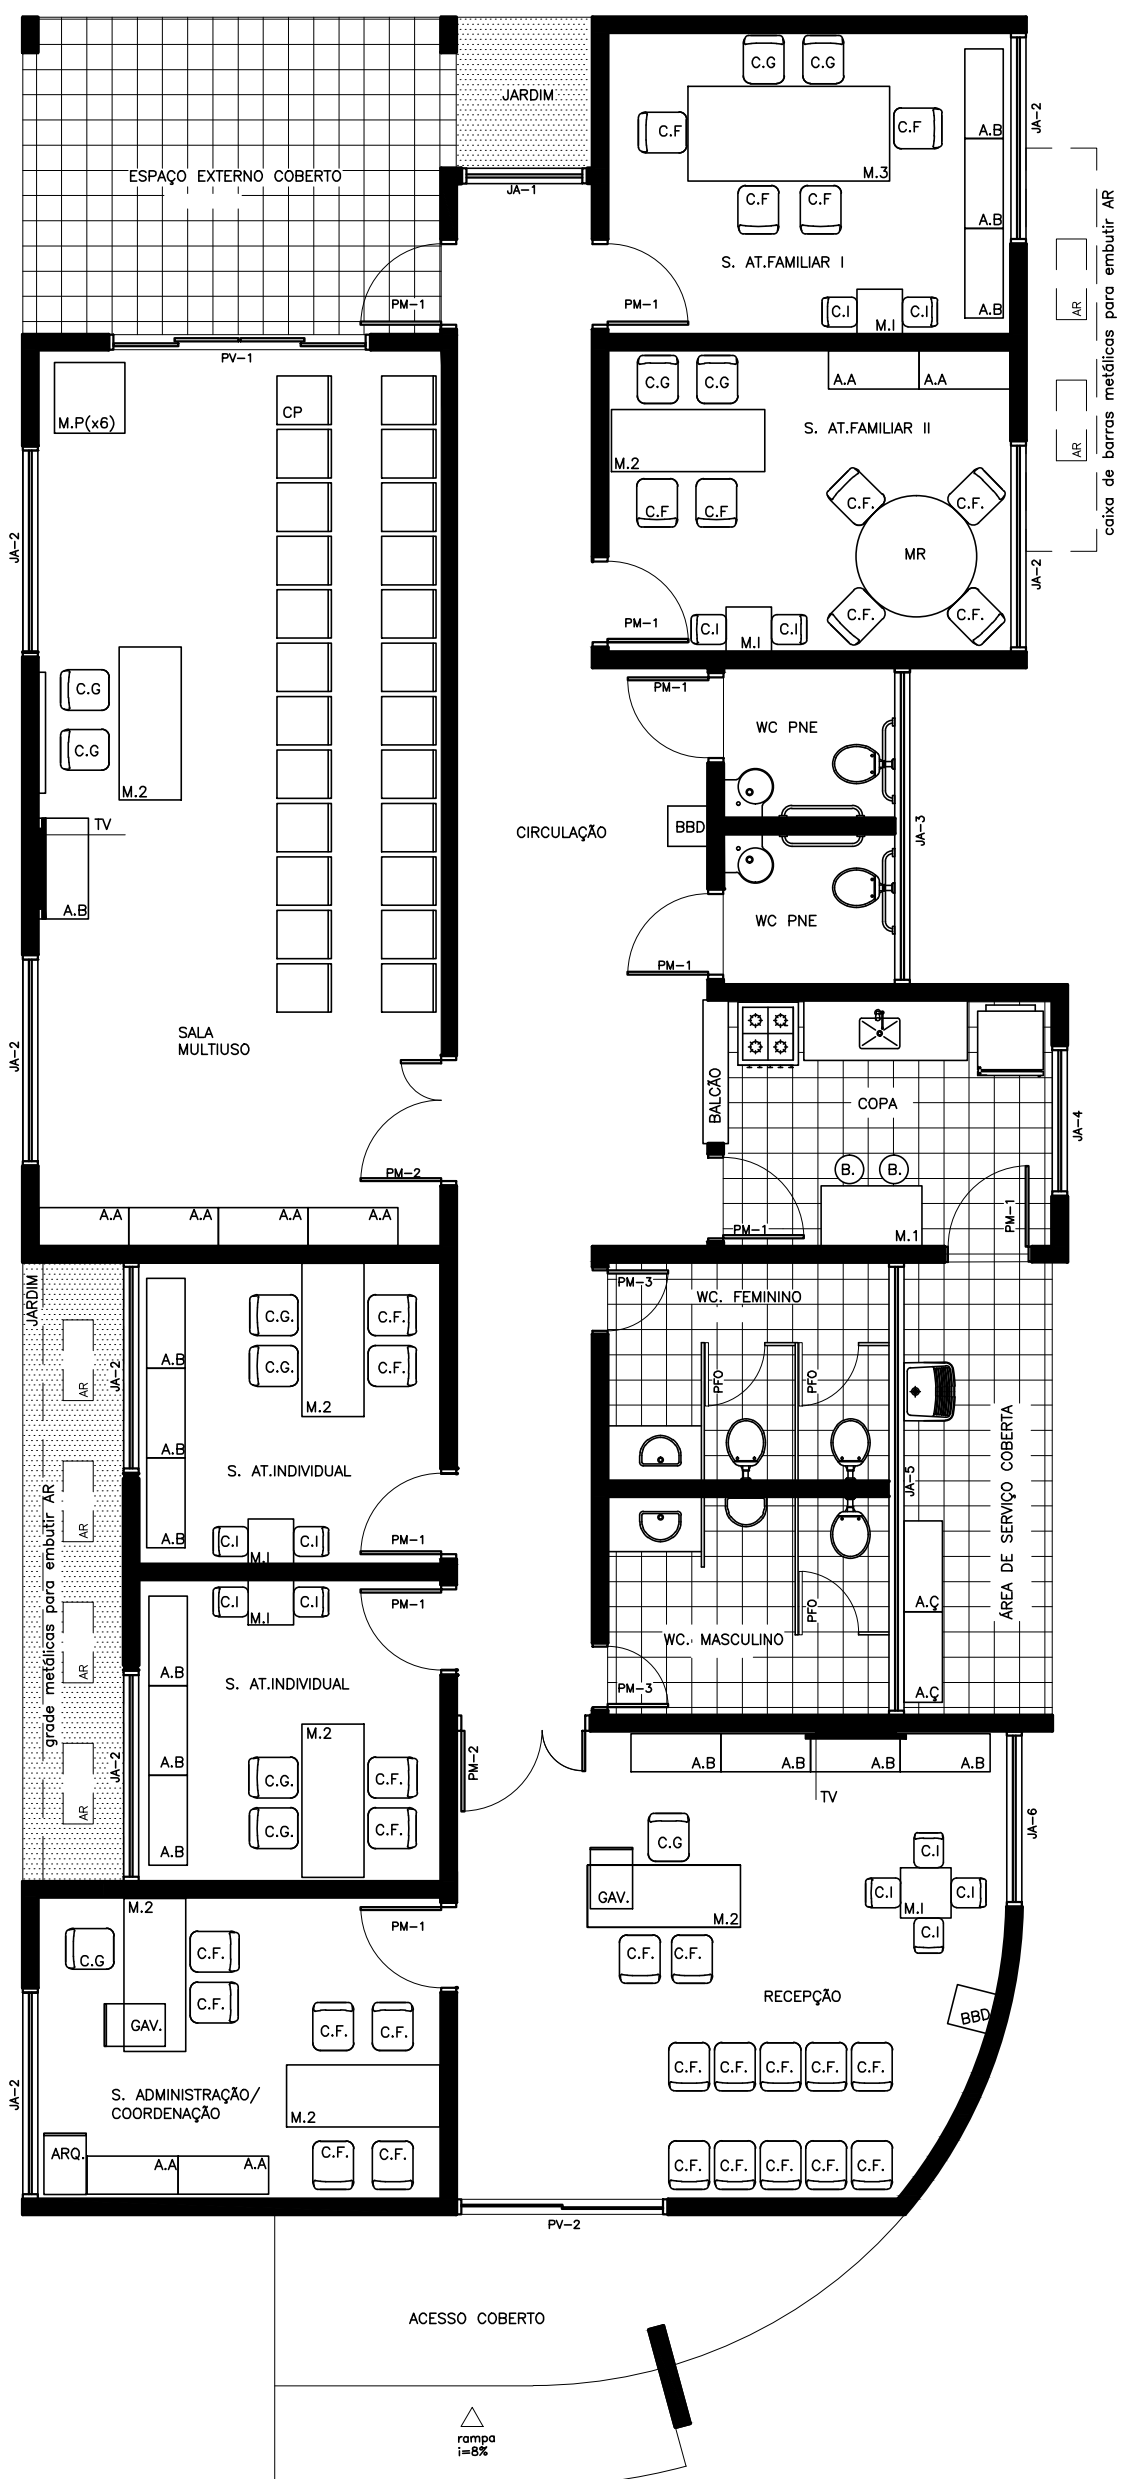 JARDIM
C.G
C.G
C.F
C.F
M.3
A.B
JA-2
ESPAÇO EXTERNO COBERTO
JA-1
C.F
C.F
A.B
S. AT.FAMILIAR I
PM-1
PM-1
C.I
C.I
M.I
A.B
AR
caixa de barras metálicas para embutir AR
PV-1
M.P(x6)
CP
C.G
C.G
A.A
A.A
S. AT.FAMILIAR II
M.2
AR
C.F
C.F
C.F.
C.F.
MR
JA-2
JA-2
C.F.
C.F.
PM-1
C.I
C.I
M.I
C.G
C.G
M.2
PM-1
WC PNE
TV
CIRCULAÇÃO
BBD
JA-3
A.B
WC PNE
PM-1
SALA
MULTIUSO
JA-2
BALCÃO
COPA
JA-4
B.
B.
PM-2
PM-1
M.1
PM-1
A.A
A.A
A.A
A.A
JARDIM
PM-3
WC. FEMININO
C.G.
C.F.
A.B
C.G.
C.F.
JA-2
AR
M.2
PFO
PFO
A.B
S. AT.INDIVIDUAL
JA-5
ÁREA DE SERVIÇO COBERTA
AR
A.B
C.I
C.I
M.I
PM-1
grade metálicas para embutir AR
C.I
C.I
M.I
PM-1
PFO
A.Ç
WC. MASCULINO
AR
A.B
S. AT.INDIVIDUAL
PM-3
A.Ç
M.2
PM-2
A.B
JA-2
C.G.
C.F.
A.B
A.B
A.B
A.B
TV
AR
C.G.
C.F.
A.B
C.G
JA-6
C.I
C.I
C.I
M.I
C.I
GAV.
M.2
M.2
PM-1
C.G
C.F.
C.F.
C.F.
C.F.
RECEPÇÃO
BBD
GAV.
C.F.
C.F.
JA-2
S. ADMINISTRAÇÃO/
COORDENAÇÃO
M.2
C.F.
C.F.
C.F.
C.F.
C.F.
ARQ.
A.A
A.A
C.F.
C.F.
C.F.
C.F.
C.F.
C.F.
C.F.
PV-2
ACESSO COBERTO
rampa
i=8%